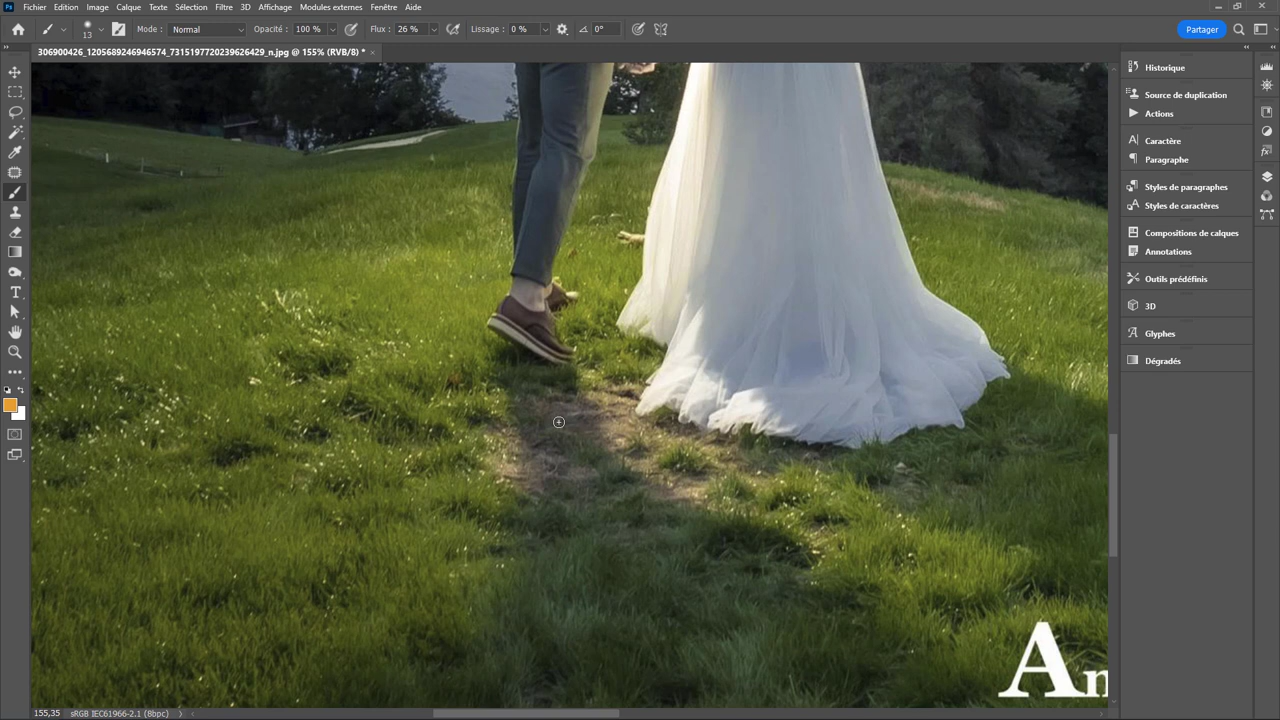 Ps Fichier Edition Image Calque Texte Sélection Filtre 3D Affichage Modules externes Fenêtre Aide
13 Mode : Normal Opacité : 100 % Flux : 26 % Lissage : 0 % 0° Partager
306900426_1205689246946574_7315197720239626429_n.jpg @ 155% (RVB/8) * ×
Historique
Source de duplication
Actions
Caractère
Paragraphe
Styles de paragraphes
Styles de caractères
Compositions de calques
Annotations
Outils prédéfinis
3D
Glyphes
Dégradés
An
155,35 sRGB IEC61966-2.1 (8bpc)